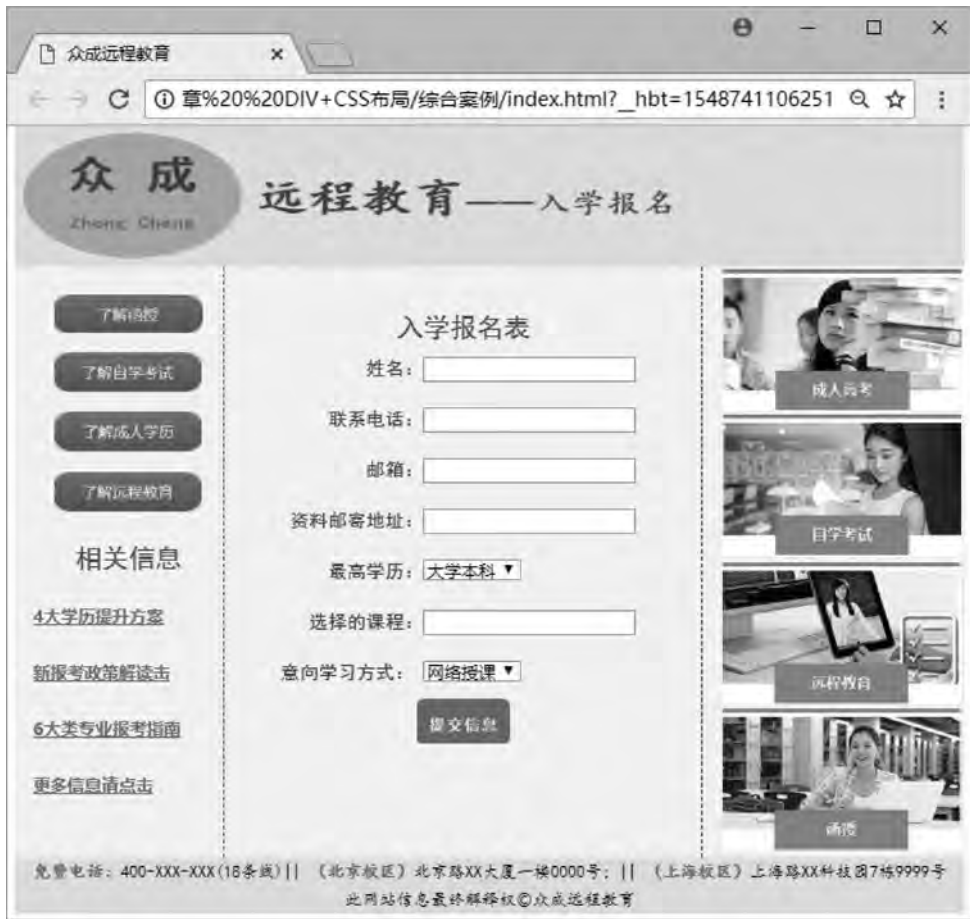 众成远程教育
章%20%20DIV+CSS布局/综合案例/index.html?__hbt=1548741106251
众 成
Zhong Cheng
远程教育——入学报名
了解函授
了解自学考试
了解成人学历
了解远程教育
相关信息
4大学历提升方案
新报考政策解读击
6大类专业报考指南
更多信息请点击
入学报名表
姓名:
联系电话:
邮箱:
资料邮寄地址:
最高学历: 大学本科
选择的课程:
意向学习方式: 网络授课
提交信息
成人高考
自学考试
远程教育
函授
免费电话: 400-XXX-XXX(18条线)|| (北京校区) 北京路XX大厦一楼0000号; || (上海校区) 上海路XX科技园7栋9999号
此网站信息最终解释权©众成远程教育